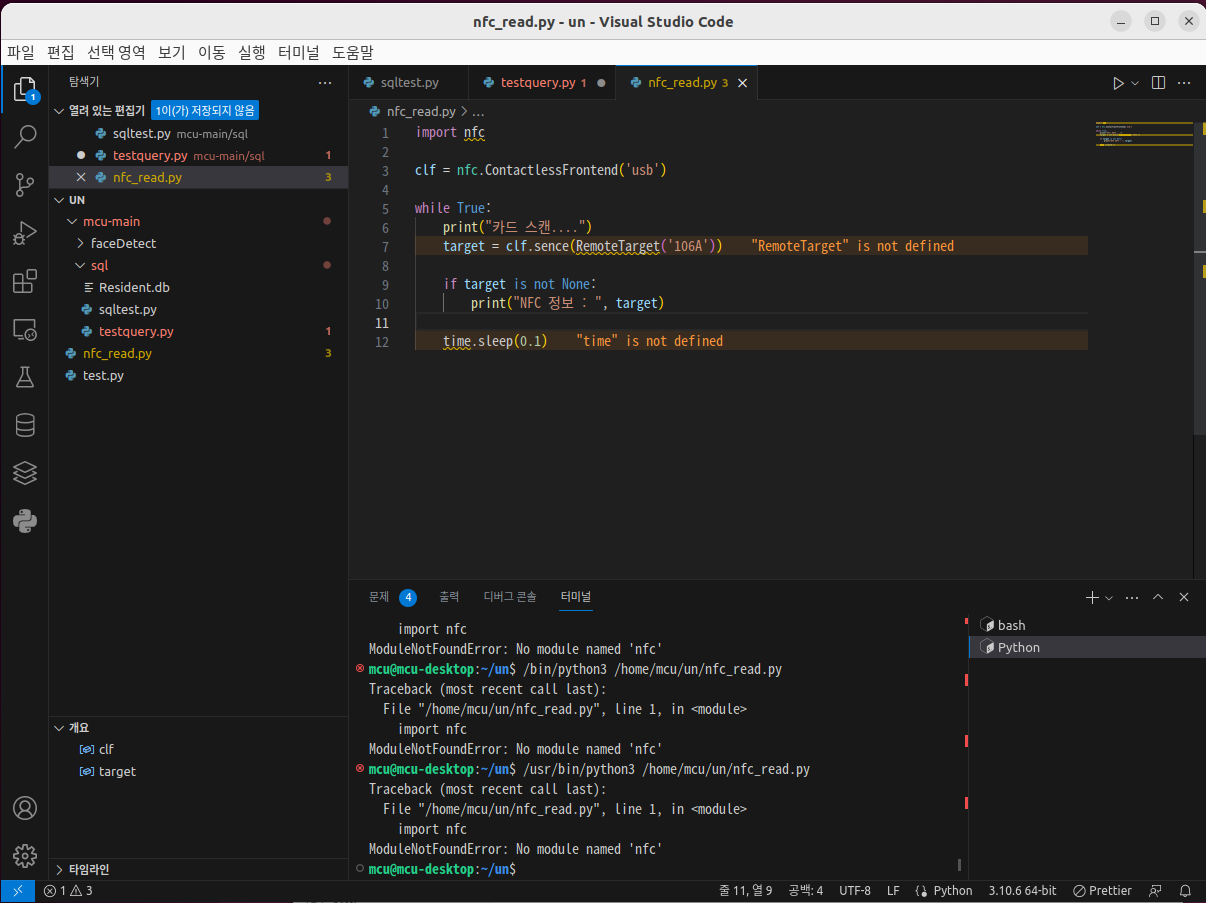 nfc_read.py - un - Visual Studio Code
파일 편집 선택 영역 보기 이동 실행 터미널 도움말
탐색기
sqltest.py
testquery.py 1
nfc_read.py 3
열려 있는 편집기 1이(가) 저장되지 않음
sqltest.py mcu-main/sql
testquery.py mcu-main/sql 1
nfc_read.py 3
UN
mcu-main
faceDetect
sql
Resident.db
sqltest.py
testquery.py 1
nfc_read.py 3
test.py
개요
clf
target
타임라인
1
nfc_read.py > ...
1 import nfc
2
3 clf = nfc.ContactlessFrontend('usb')
4
5 while True:
6 print("카드 스캔....")
7 target = clf.sence(RemoteTarget('106A')) "RemoteTarget" is not defined
8
9 if target is not None:
10 print("NFC 정보 : ", target)
11
12 time.sleep(0.1) "time" is not defined
문제 4 출력 디버그 콘솔 터미널
import nfc
ModuleNotFoundError: No module named 'nfc'
mcu@mcu-desktop:~/un$ /bin/python3 /home/mcu/un/nfc_read.py
Traceback (most recent call last):
File "/home/mcu/un/nfc_read.py", line 1, in <module>
import nfc
ModuleNotFoundError: No module named 'nfc'
mcu@mcu-desktop:~/un$ /usr/bin/python3 /home/mcu/un/nfc_read.py
Traceback (most recent call last):
File "/home/mcu/un/nfc_read.py", line 1, in <module>
import nfc
ModuleNotFoundError: No module named 'nfc'
mcu@mcu-desktop:~/un$
bash
Python
1 3 줄 11, 열 9 공백: 4 UTF-8 LF Python 3.10.6 64-bit Prettier